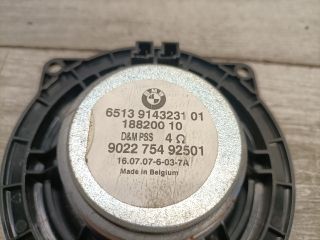 6513 9143231 01
188200 10
D&M PSS 4 Ω
9022 754 92501
16.07.07-6-03-7A
Made in Belgium